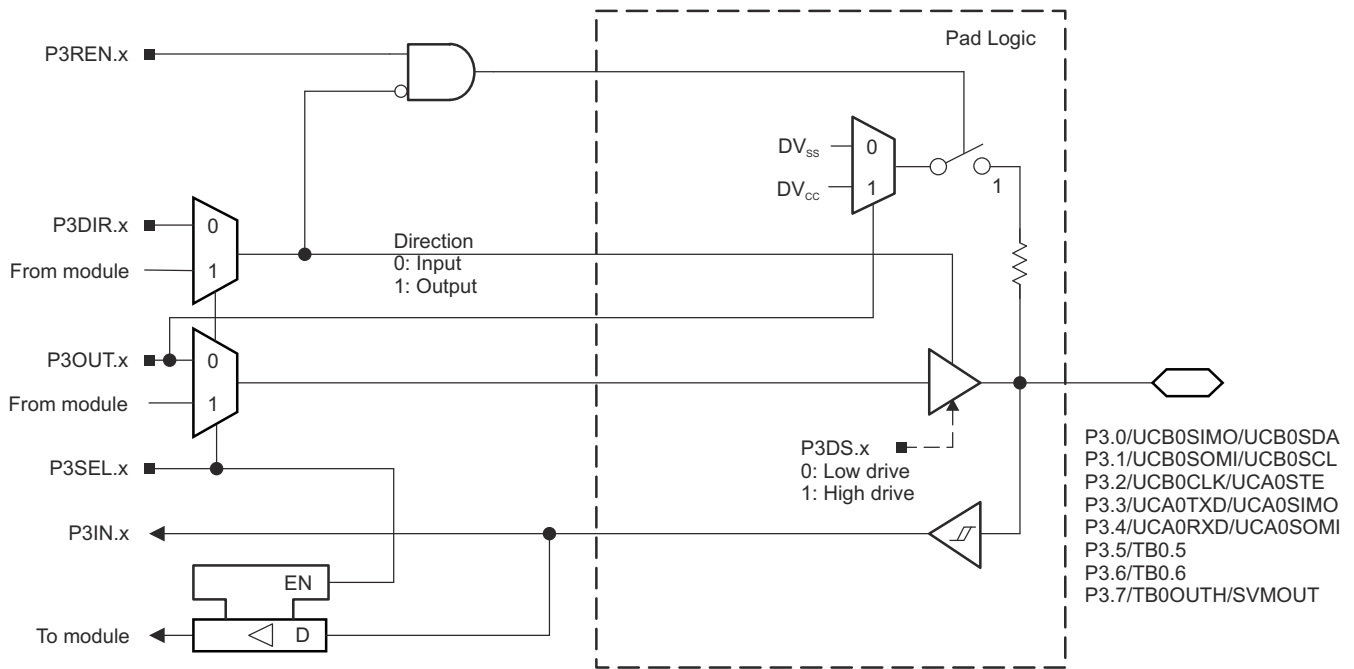 Pad Logic
P3REN.x
DVSS
0
DVCC
1
1
P3DIR.x
0
From module
1
Direction
0: Input
1: Output
P3OUT.x
0
From module
1
P3DS.x
0: Low drive
1: High drive
P3SEL.x
P3IN.x
EN
D
To module
P3.0/UCB0SIMO/UCB0SDA
P3.1/UCB0SOMI/UCB0SCL
P3.2/UCB0CLK/UCA0STE
P3.3/UCA0TXD/UCA0SIMO
P3.4/UCA0RXD/UCA0SOMI
P3.5/TB0.5
P3.6/TB0.6
P3.7/TB0OUTH/SVMOUT